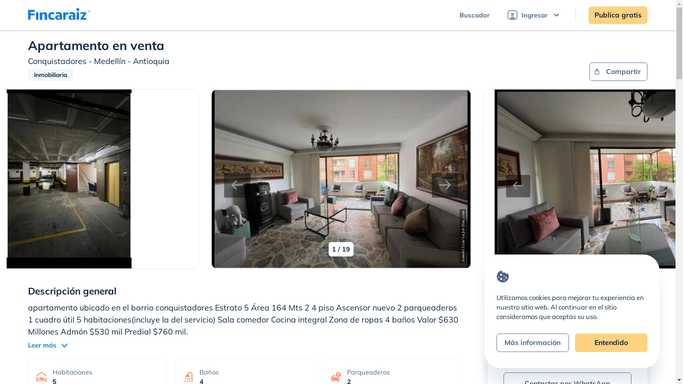 Fincaraiz
Buscador
Ingresar
Publica gratis
Apartamento en venta
Conquistadores - Medellín - Antioquia
Inmobiliaria
Compartir
1 / 19
Descripción general
apartamento ubicado en el barrio conquistadores Estrato 5 Área 164 Mts 2 4 piso Ascensor nuevo 2 parqueaderos
1 cuadro útil 5 habitaciones(incluye la del servicio) Sala comedor Cocina integral Zona de ropas 4 baños Valor $630
Millones Admón $530 mil Predial $760 mil.
Leer más
Habitaciones
5
Baños
4
Parqueaderos
2
Utilizamos cookies para mejorar tu experiencia en
nuestro sitio web. Al continuar en el sitio
consideramos que aceptas su uso.
Más información
Entendido
Contactar por WhatsApp